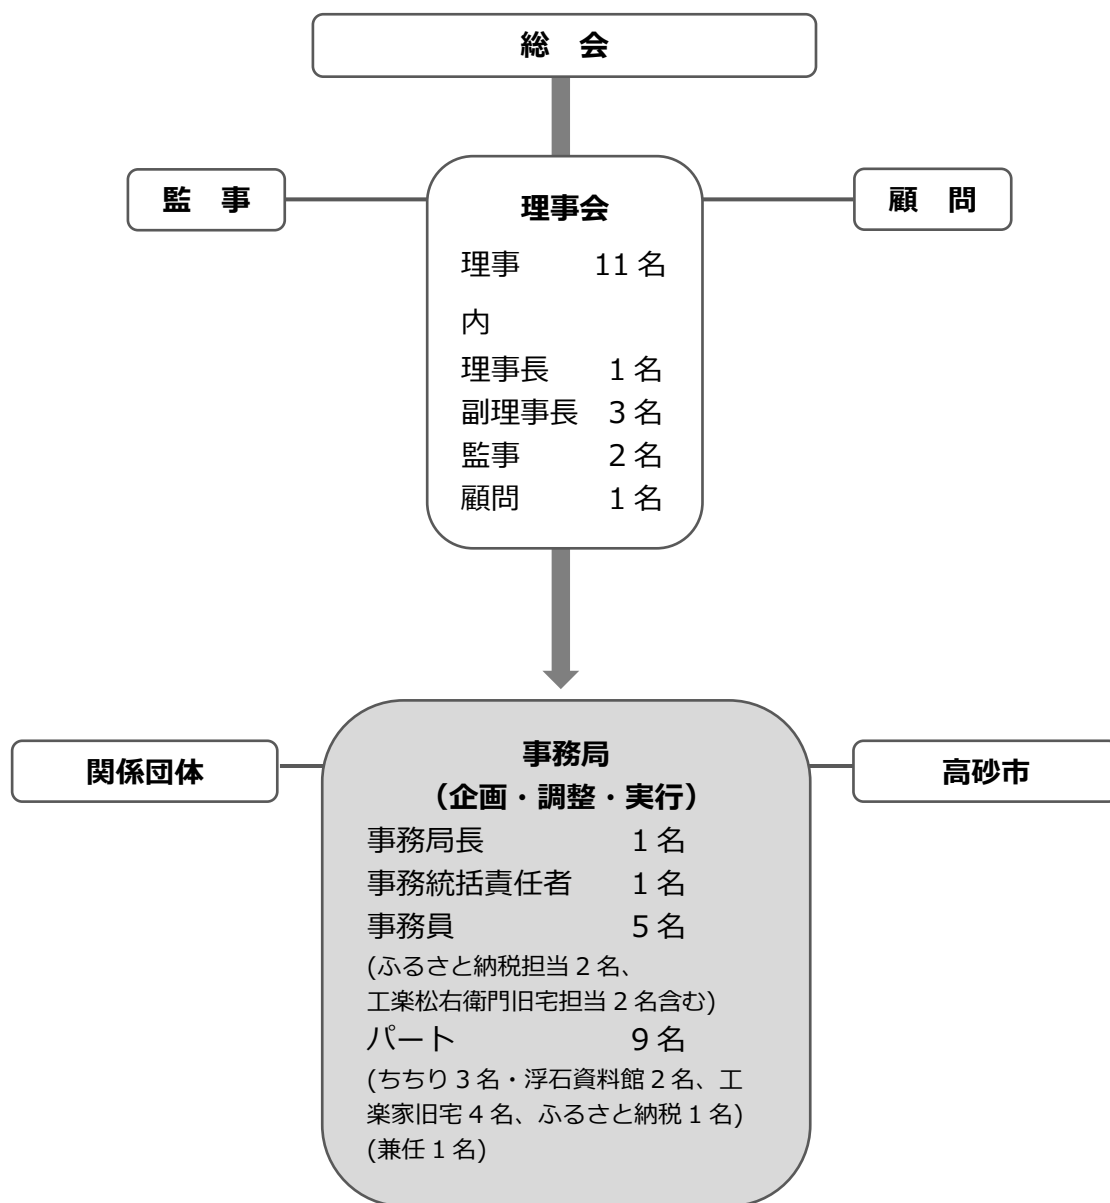 総　会
監　事
理事会
顧　問
理事　　11 名
内
理事長　　1 名
副理事長　3 名
監事　　　2 名
顧問　　　1 名
関係団体
事務局
（企画・調整・実行）
高砂市
事務局長　　　　　1 名
事務統括責任者　　1 名
事務員　　　　　　5 名
(ふるさと納税担当 2 名、
工楽松右衛門旧宅担当 2 名含む)
パート　　　　　　9 名
(ちちり 3 名・浮石資料館 2 名、工
楽家旧宅 4 名、ふるさと納税 1 名)
(兼任 1 名)